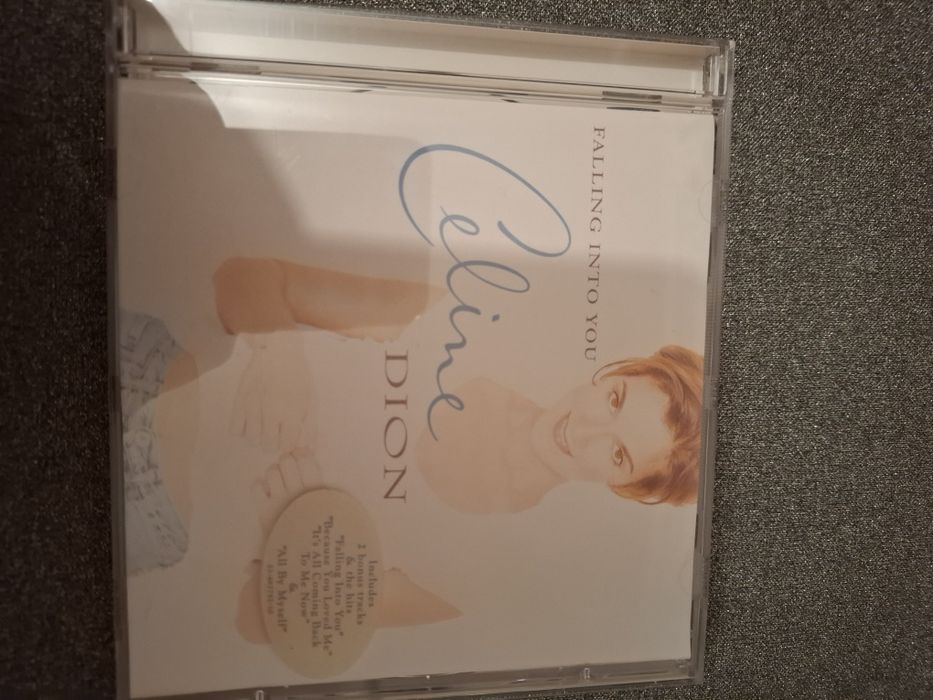 FALLING INTO YOU
Celine
DION
Includes
2 bonus tracks
& the hits
"Falling Into You"
"Because You Loved Me"
"It's All Coming Back
To Me Now"
&
"All By Myself"